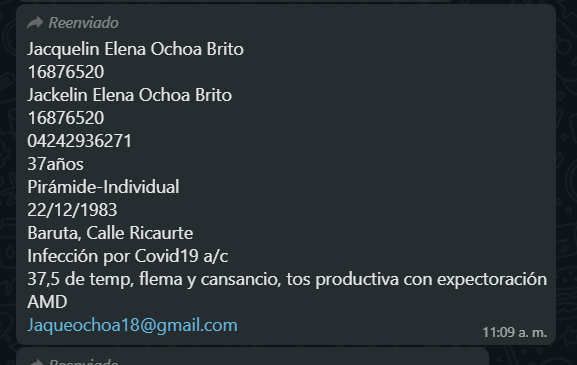 Reenviado
Jacquelin Elena Ochoa Brito
16876520
Jackelin Elena Ochoa Brito
16876520
04242936271
37años
Pirámide-Individual
22/12/1983
Baruta, Calle Ricaurte
Infección por Covid19 a/c
37,5 de temp, flema y cansancio, tos productiva con expectoración
AMD
Jaqueochoa18@gmail.com
11:09 a. m.
Reenviado